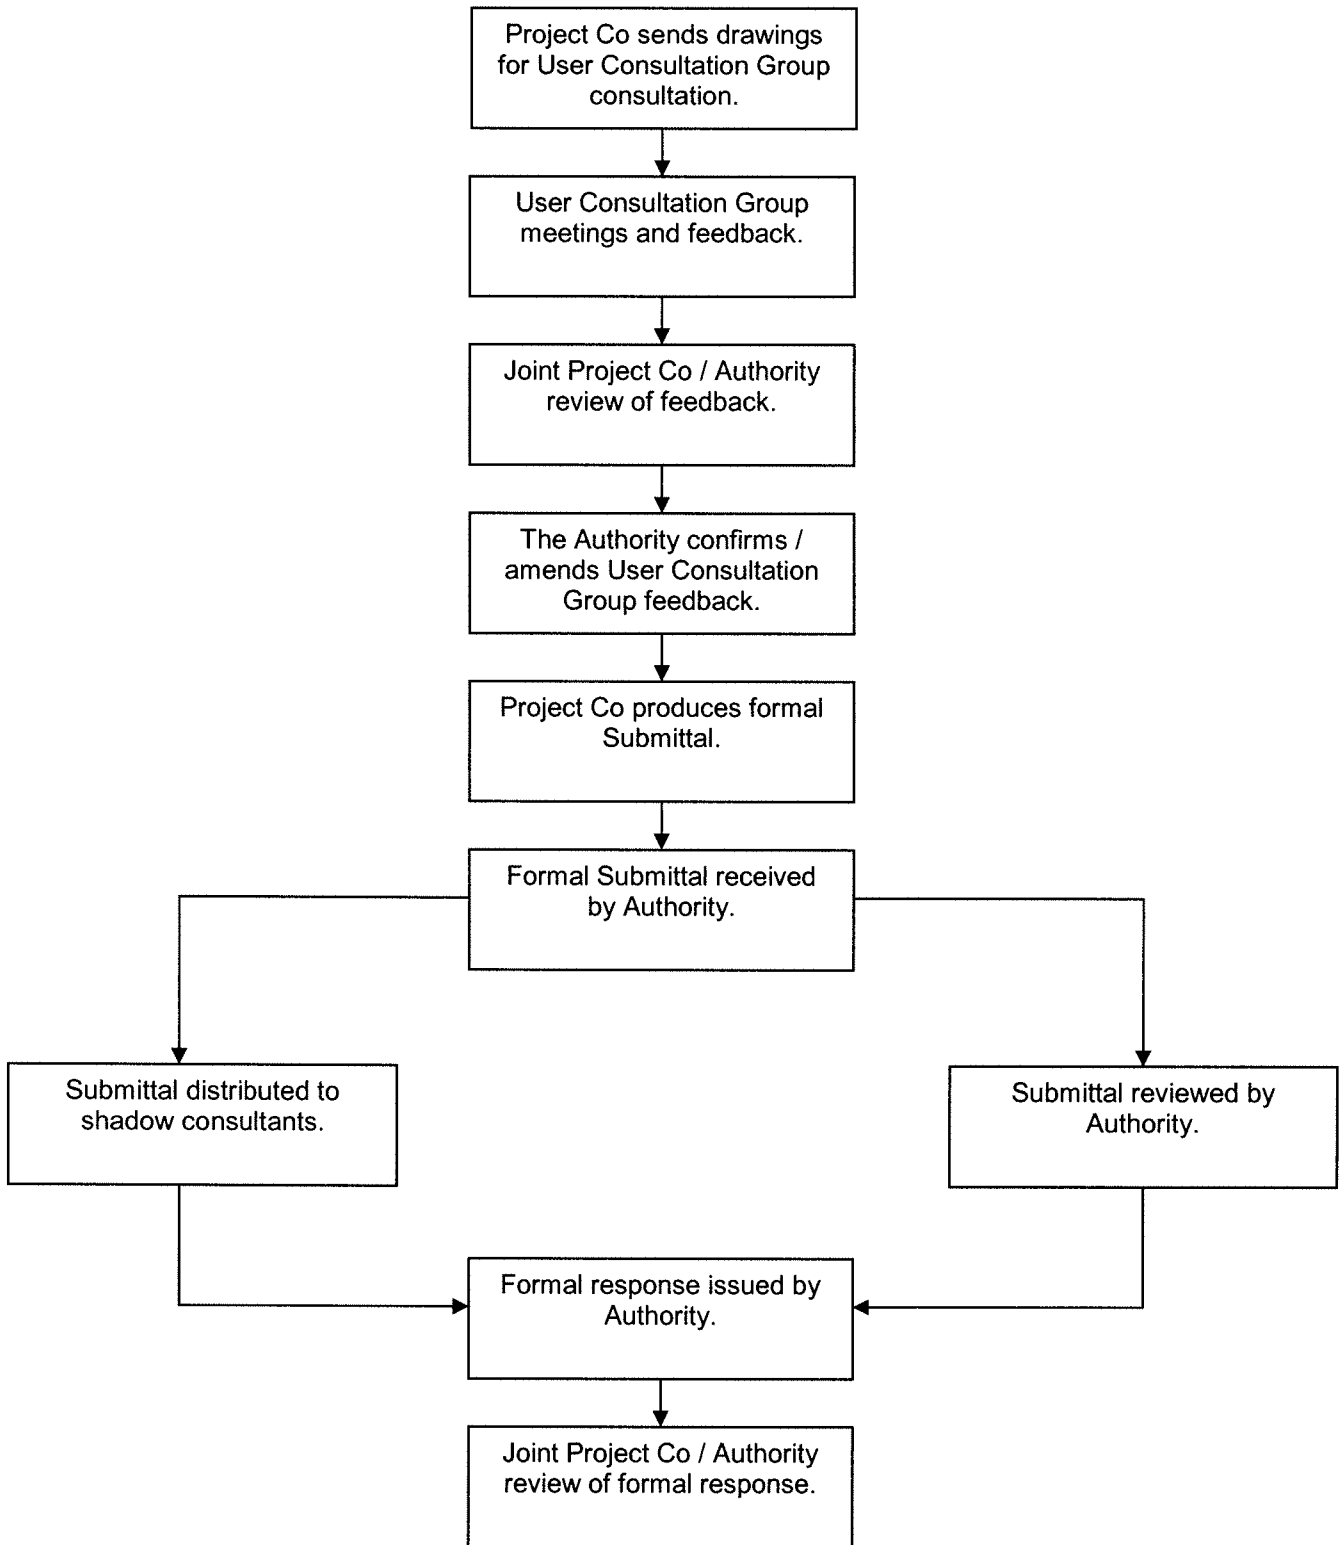 Project Co sends drawings
for User Consultation Group
consultation.
User Consultation Group
meetings and feedback.
Joint Project Co / Authority
review of feedback.
The Authority confirms /
amends User Consultation
Group feedback.
Project Co produces formal
Submittal.
Formal Submittal received
by Authority.
Submittal distributed to
shadow consultants.
Submittal reviewed by
Authority.
Formal response issued by
Authority.
Joint Project Co / Authority
review of formal response.